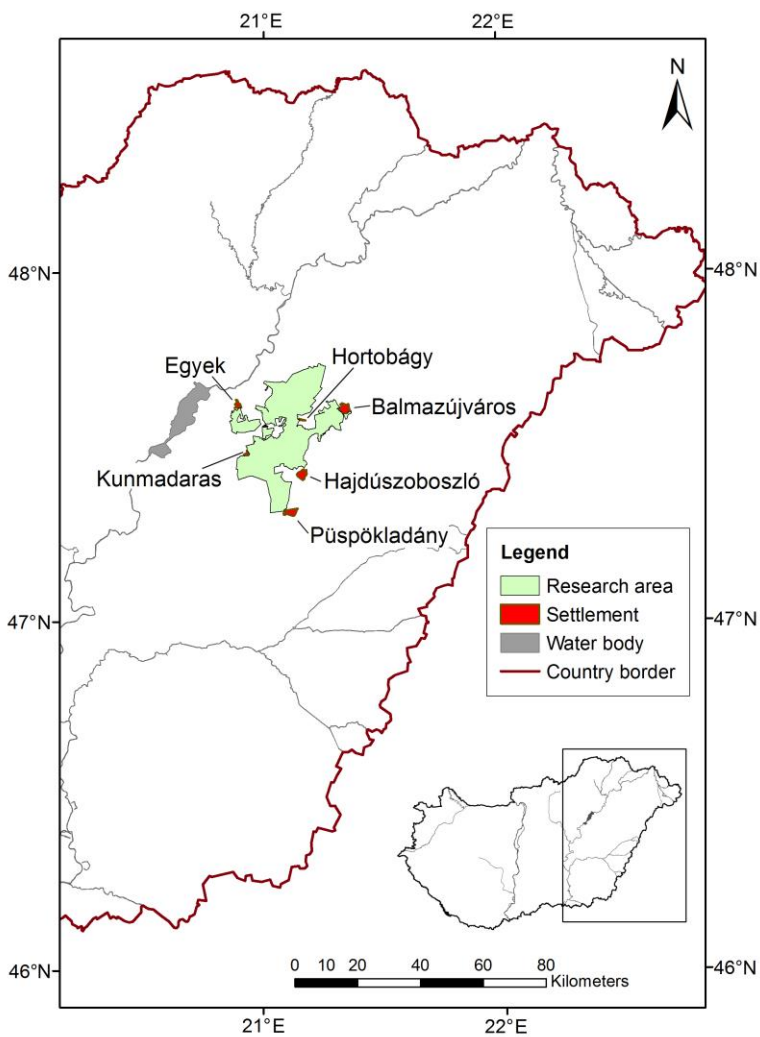 21°E
22°E
N
48°N
48°N
Egyek
Hortobágy
Balmazújváros
Kunmadaras
Hajdúszoboszló
Püspökladány
Legend
Research area
Settlement
Water body
Country border
47°N
47°N
46°N
46°N
0 10 20 40 60 80
Kilometers
21°E
22°E